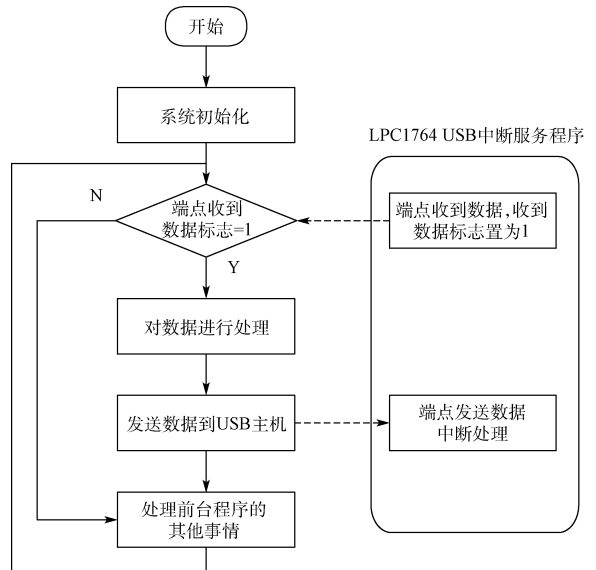 开始
系统初始化
LPC1764 USB中断服务程序
N
端点收到
数据标志=1
端点收到数据,收到
数据标志置为1
Y
对数据进行处理
发送数据到USB主机
端点发送数据
中断处理
处理前台程序的
其他事情